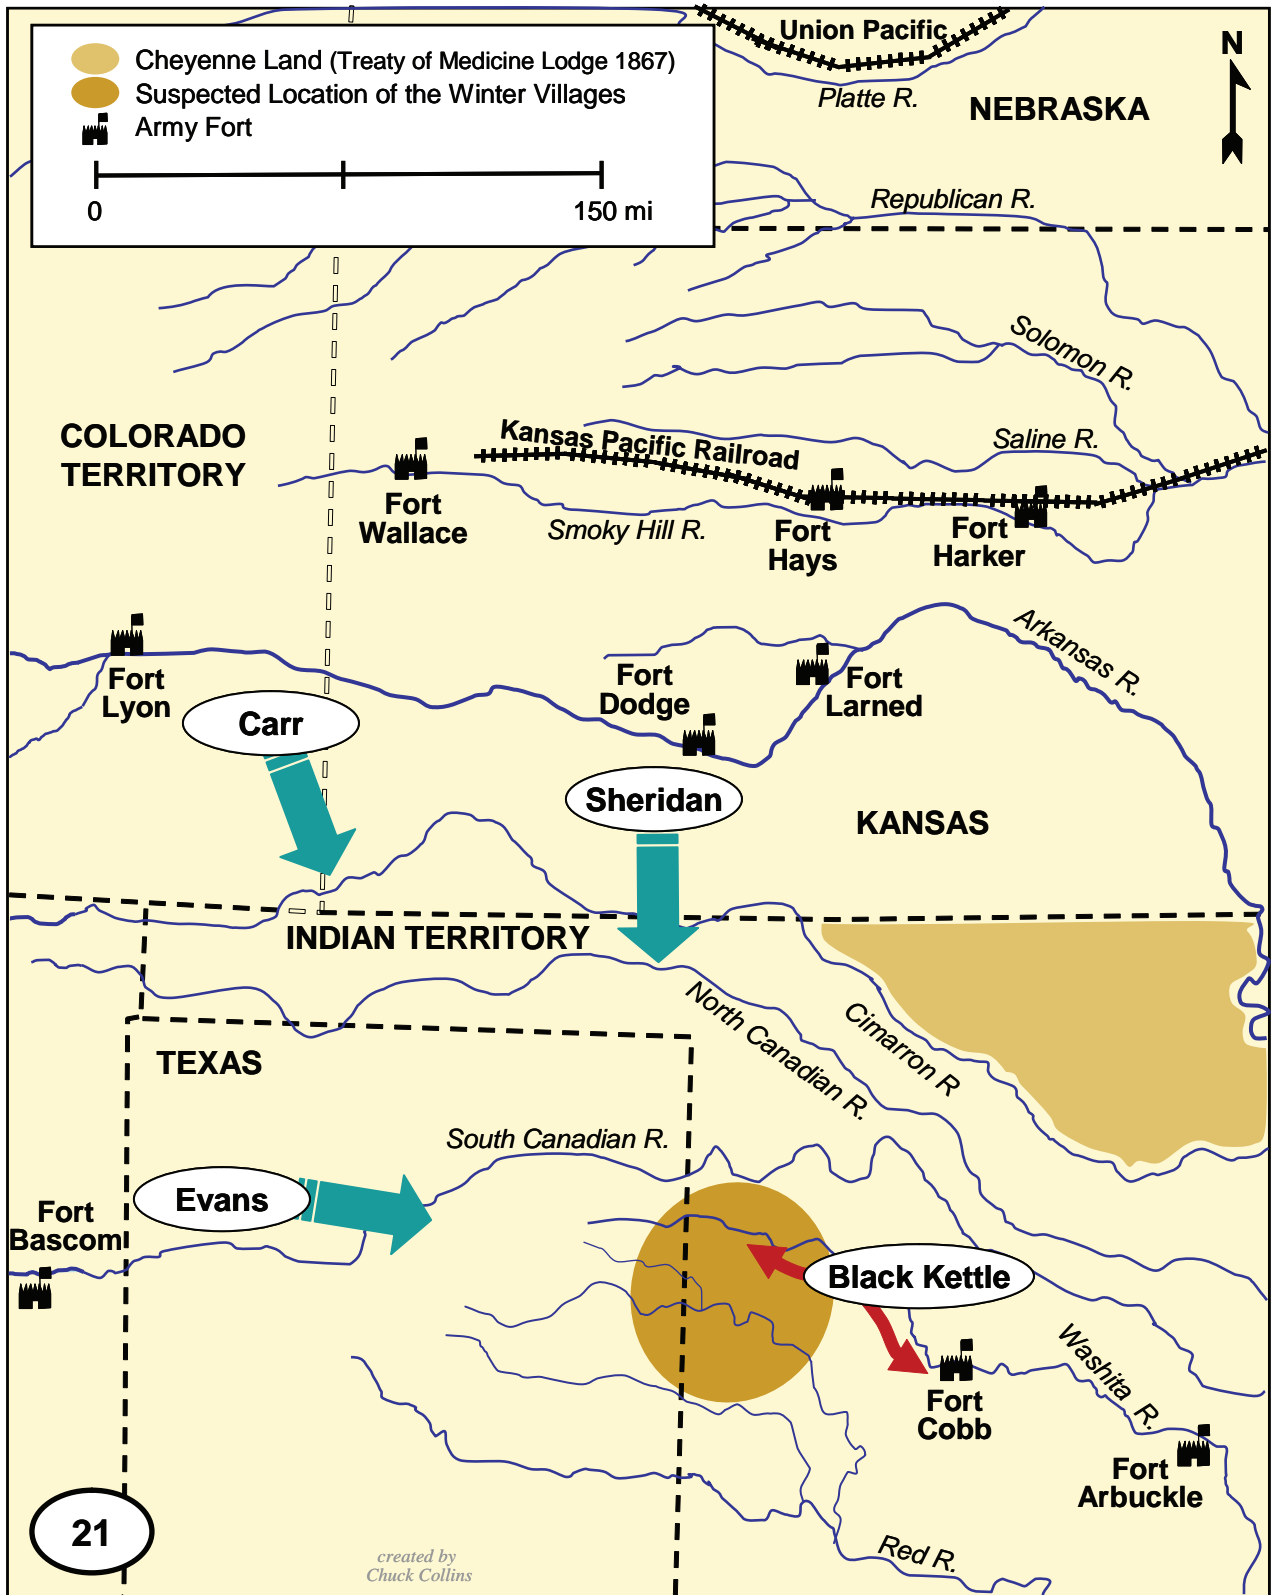 Union Pacific
N
Cheyenne Land (Treaty of Medicine Lodge 1867)
Suspected Location of the Winter Villages
Army Fort
0
150 mi
Platte R.
NEBRASKA
Republican R.
Solomon R.
COLORADO
TERRITORY
Kansas Pacific Railroad
Saline R.
Fort
Wallace
Smoky Hill R.
Fort
Hays
Fort
Harker
Arkansas R.
Fort
Lyon
Fort
Dodge
Fort
Larned
Carr
Sheridan
KANSAS
INDIAN TERRITORY
North Canadian R.
Cimarron R
TEXAS
South Canadian R.
Evans
Fort
Bascom
Black Kettle
Washita R.
Fort
Cobb
Fort
Arbuckle
21
Red R.
created by
Chuck Collins